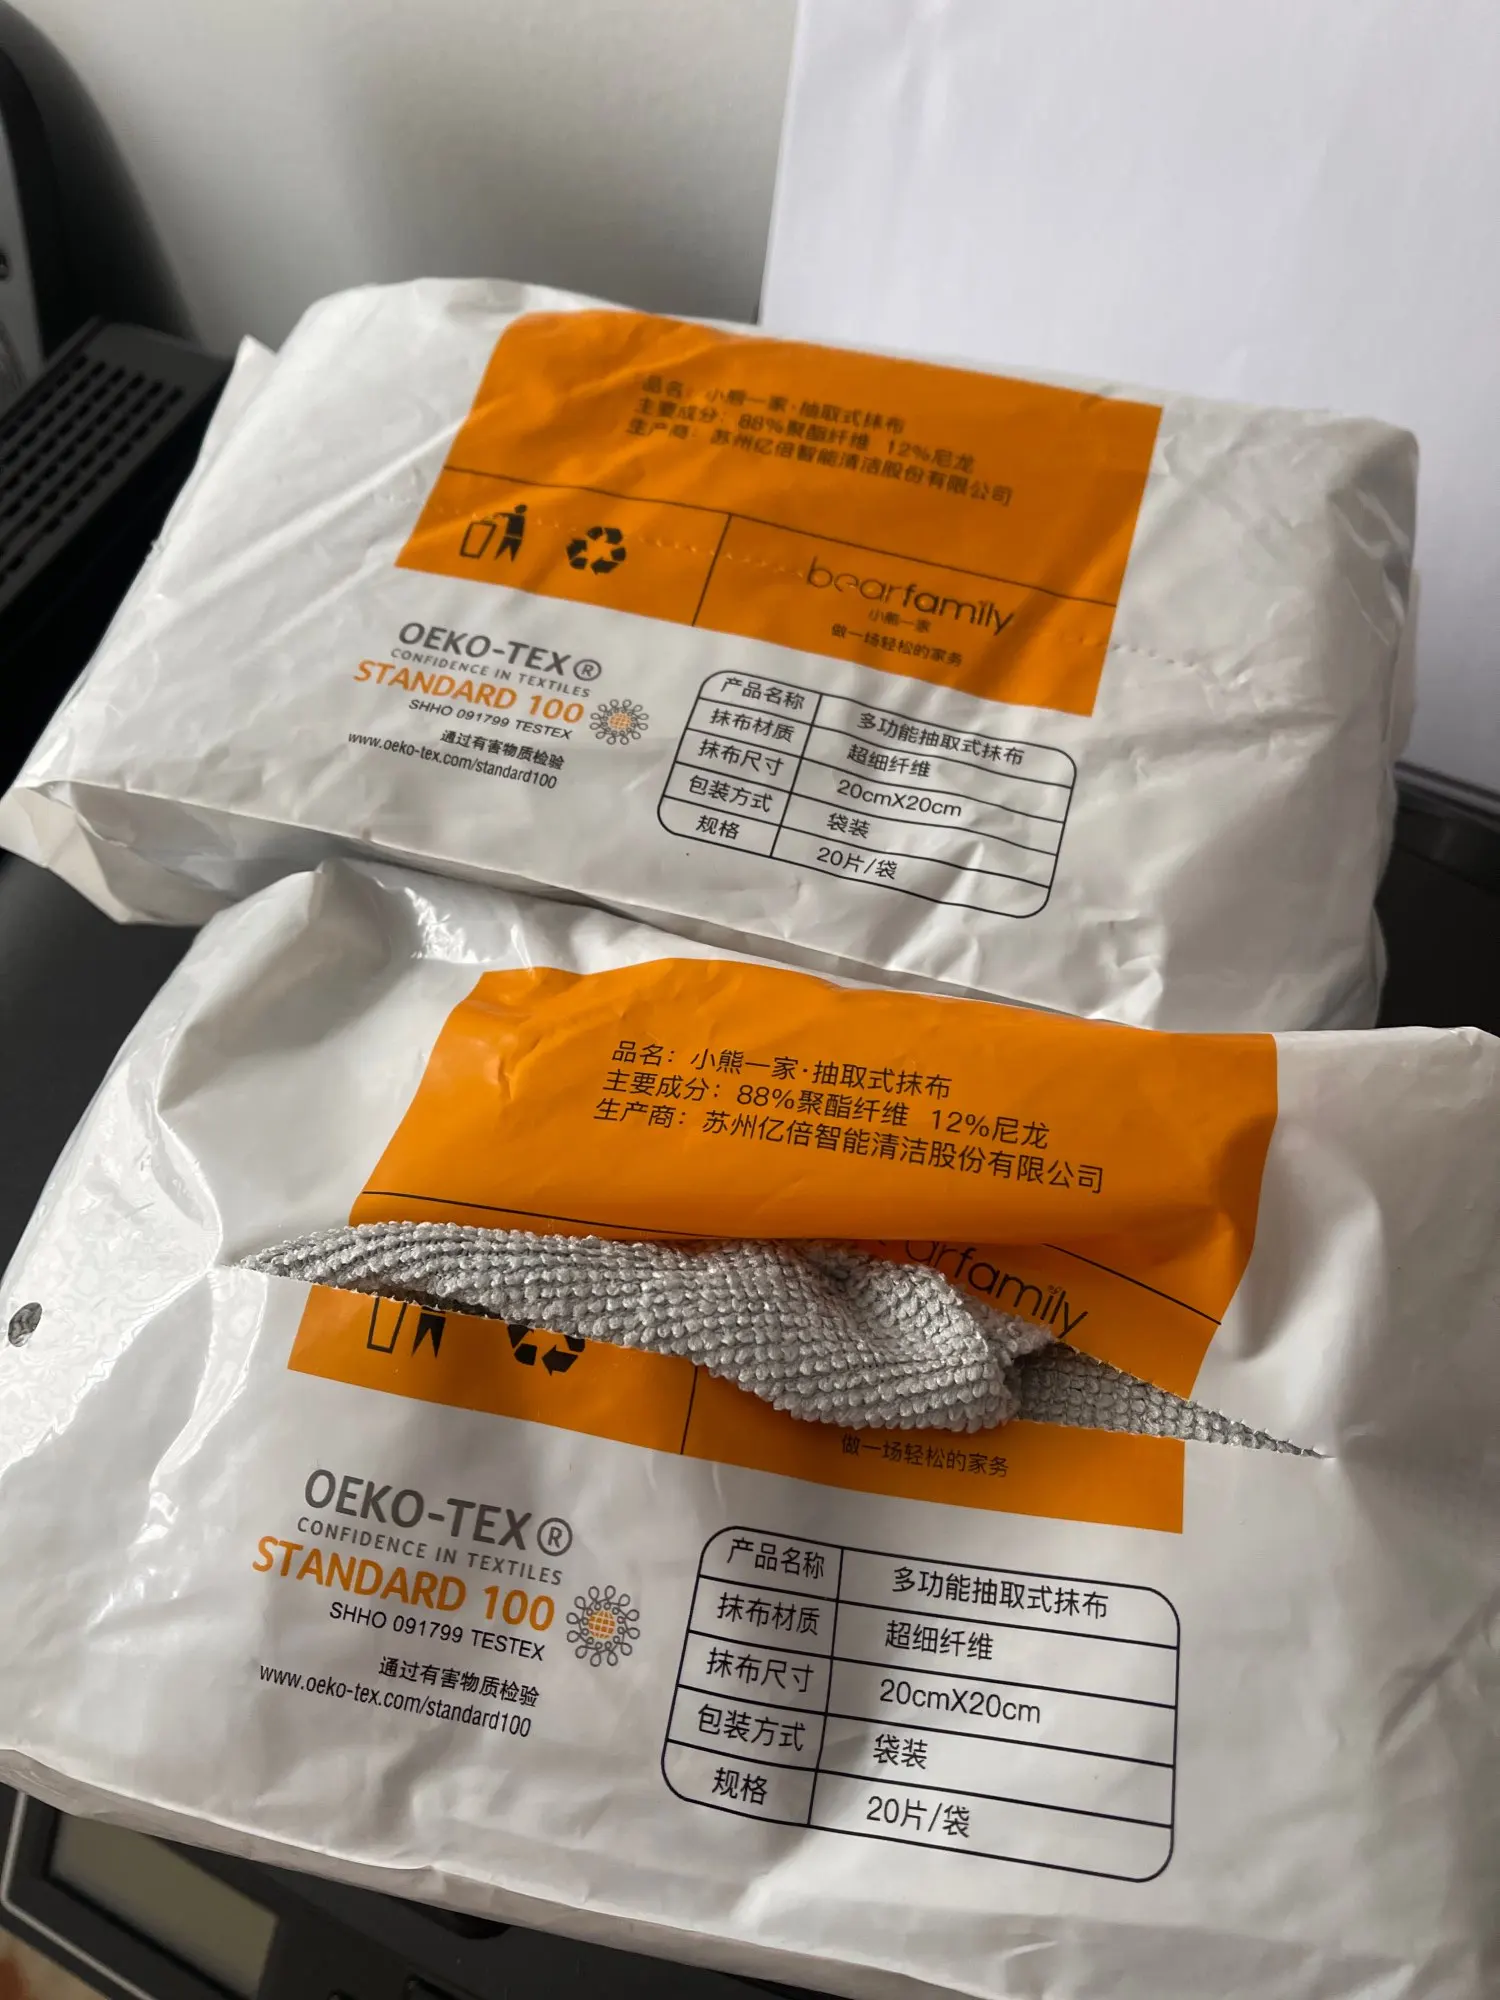 品名：小熊一家·抽取式抹布
主要成分：88%聚酯纤维 12%尼龙
生产商：苏州亿倍智能清洁股份有限公司
bearfamily
小熊一家
做一场轻松的家务
OEKO-TEX®
CONFIDENCE IN TEXTILES
STANDARD 100
SHHO 091799 TESTEX
通过有害物质检验
www.oeko-tex.com/standard100
产品名称 多功能抽取式抹布
抹布材质 超细纤维
抹布尺寸 20cmX20cm
包装方式 袋装
规格 20片/袋
品名：小熊一家·抽取式抹布
主要成分：88%聚酯纤维 12%尼龙
生产商：苏州亿倍智能清洁股份有限公司
arfamily
做一场轻松的家务
OEKO-TEX®
CONFIDENCE IN TEXTILES
STANDARD 100
SHHO 091799 TESTEX
通过有害物质检验
www.oeko-tex.com/standard100
产品名称 多功能抽取式抹布
抹布材质 超细纤维
抹布尺寸 20cmX20cm
包装方式 袋装
规格 20片/袋